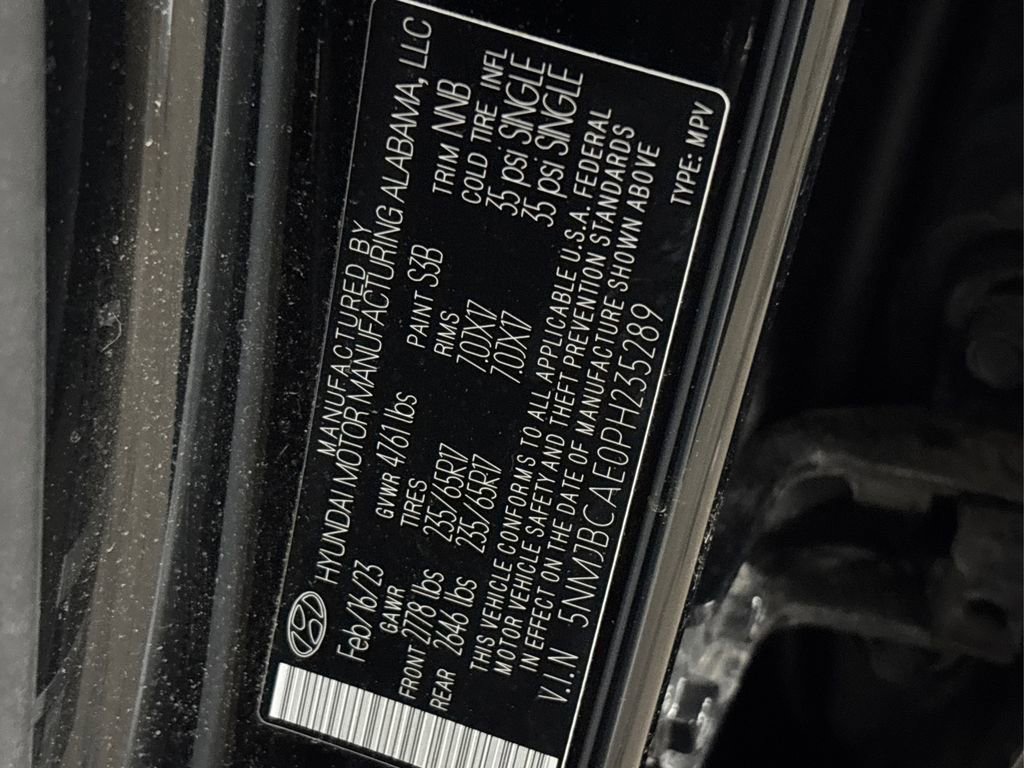 MANUFACTURED BY
HYUNDAI MOTOR MANUFACTURING ALABAMA, LLC
Feb/16/23 GVWR 4761 lbs PAINT S3B TRIM NNB
GAWR TIRES RIMS COLD TIRE INFL
FRONT 2778 lbs 235/65R17 7.0JX17 35 psi SINGLE
REAR 2646 lbs 235/65R17 7.0JX17 35 psi SINGLE
THIS VEHICLE CONFORMS TO ALL APPLICABLE U.S.A. FEDERAL
MOTOR VEHICLE SAFETY AND THEFT PREVENTION STANDARDS
IN EFFECT ON THE DATE OF MANUFACTURE SHOWN ABOVE
V.I.N 5NMJBCAE0PH235289 TYPE: MPV